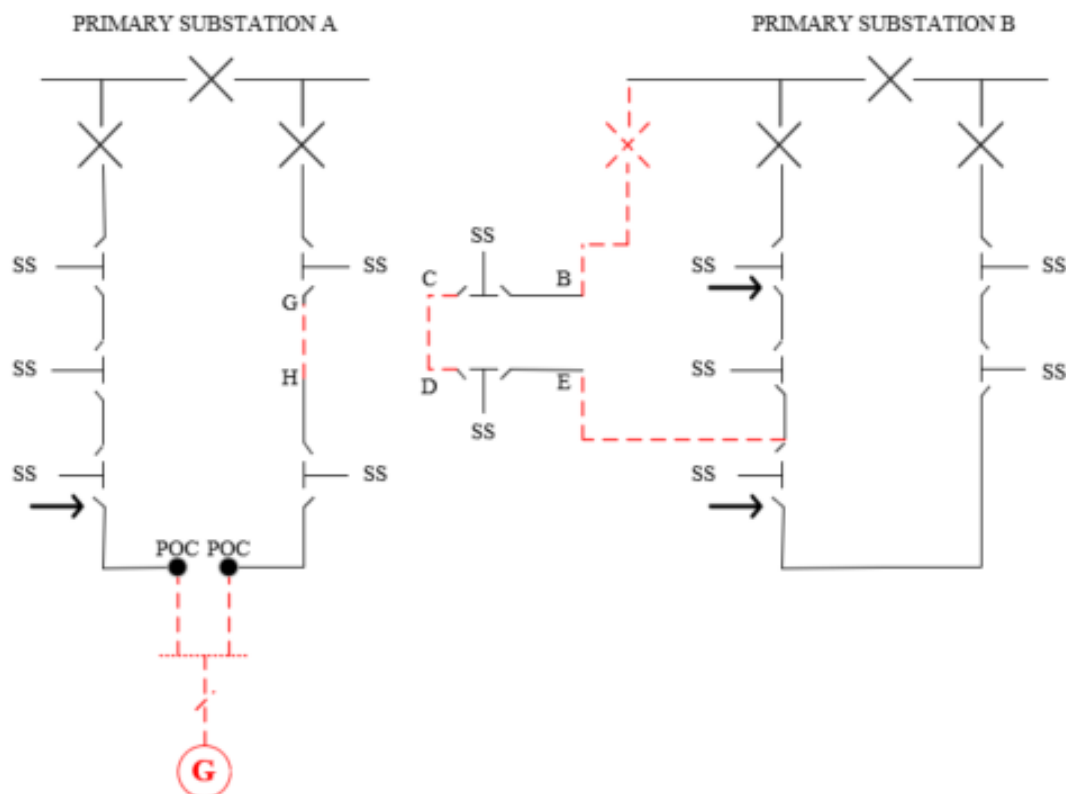 PRIMARY SUBSTATION A
PRIMARY SUBSTATION B
SS
C
B
SS
SS
SS
SS
G
SS
H
SS
SS
D
E
SS
SS
SS
SS
SS
POC POC
G